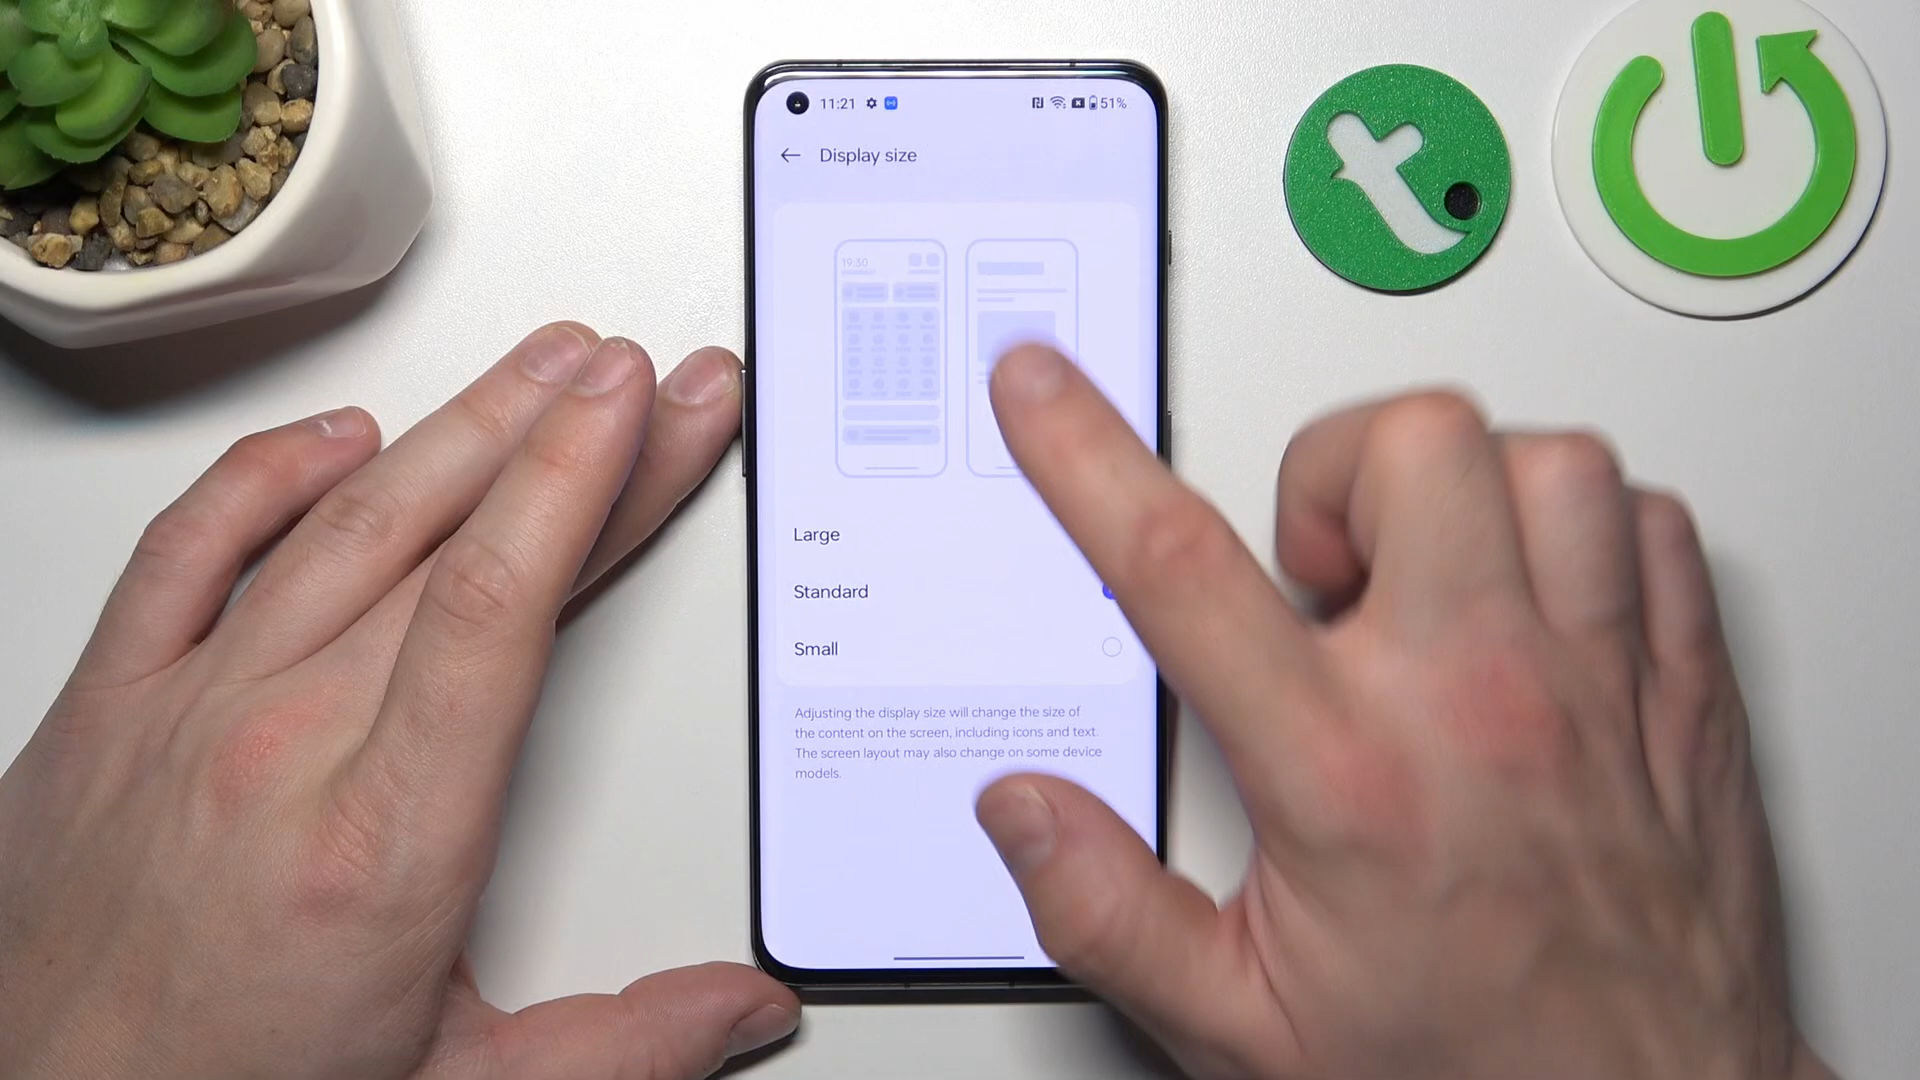 11:21 51%
Display size
19:30
Large
Standard
Small
Adjusting the display size will change the size of
the content on the screen, including icons and text.
The screen layout may also change on some device
models.